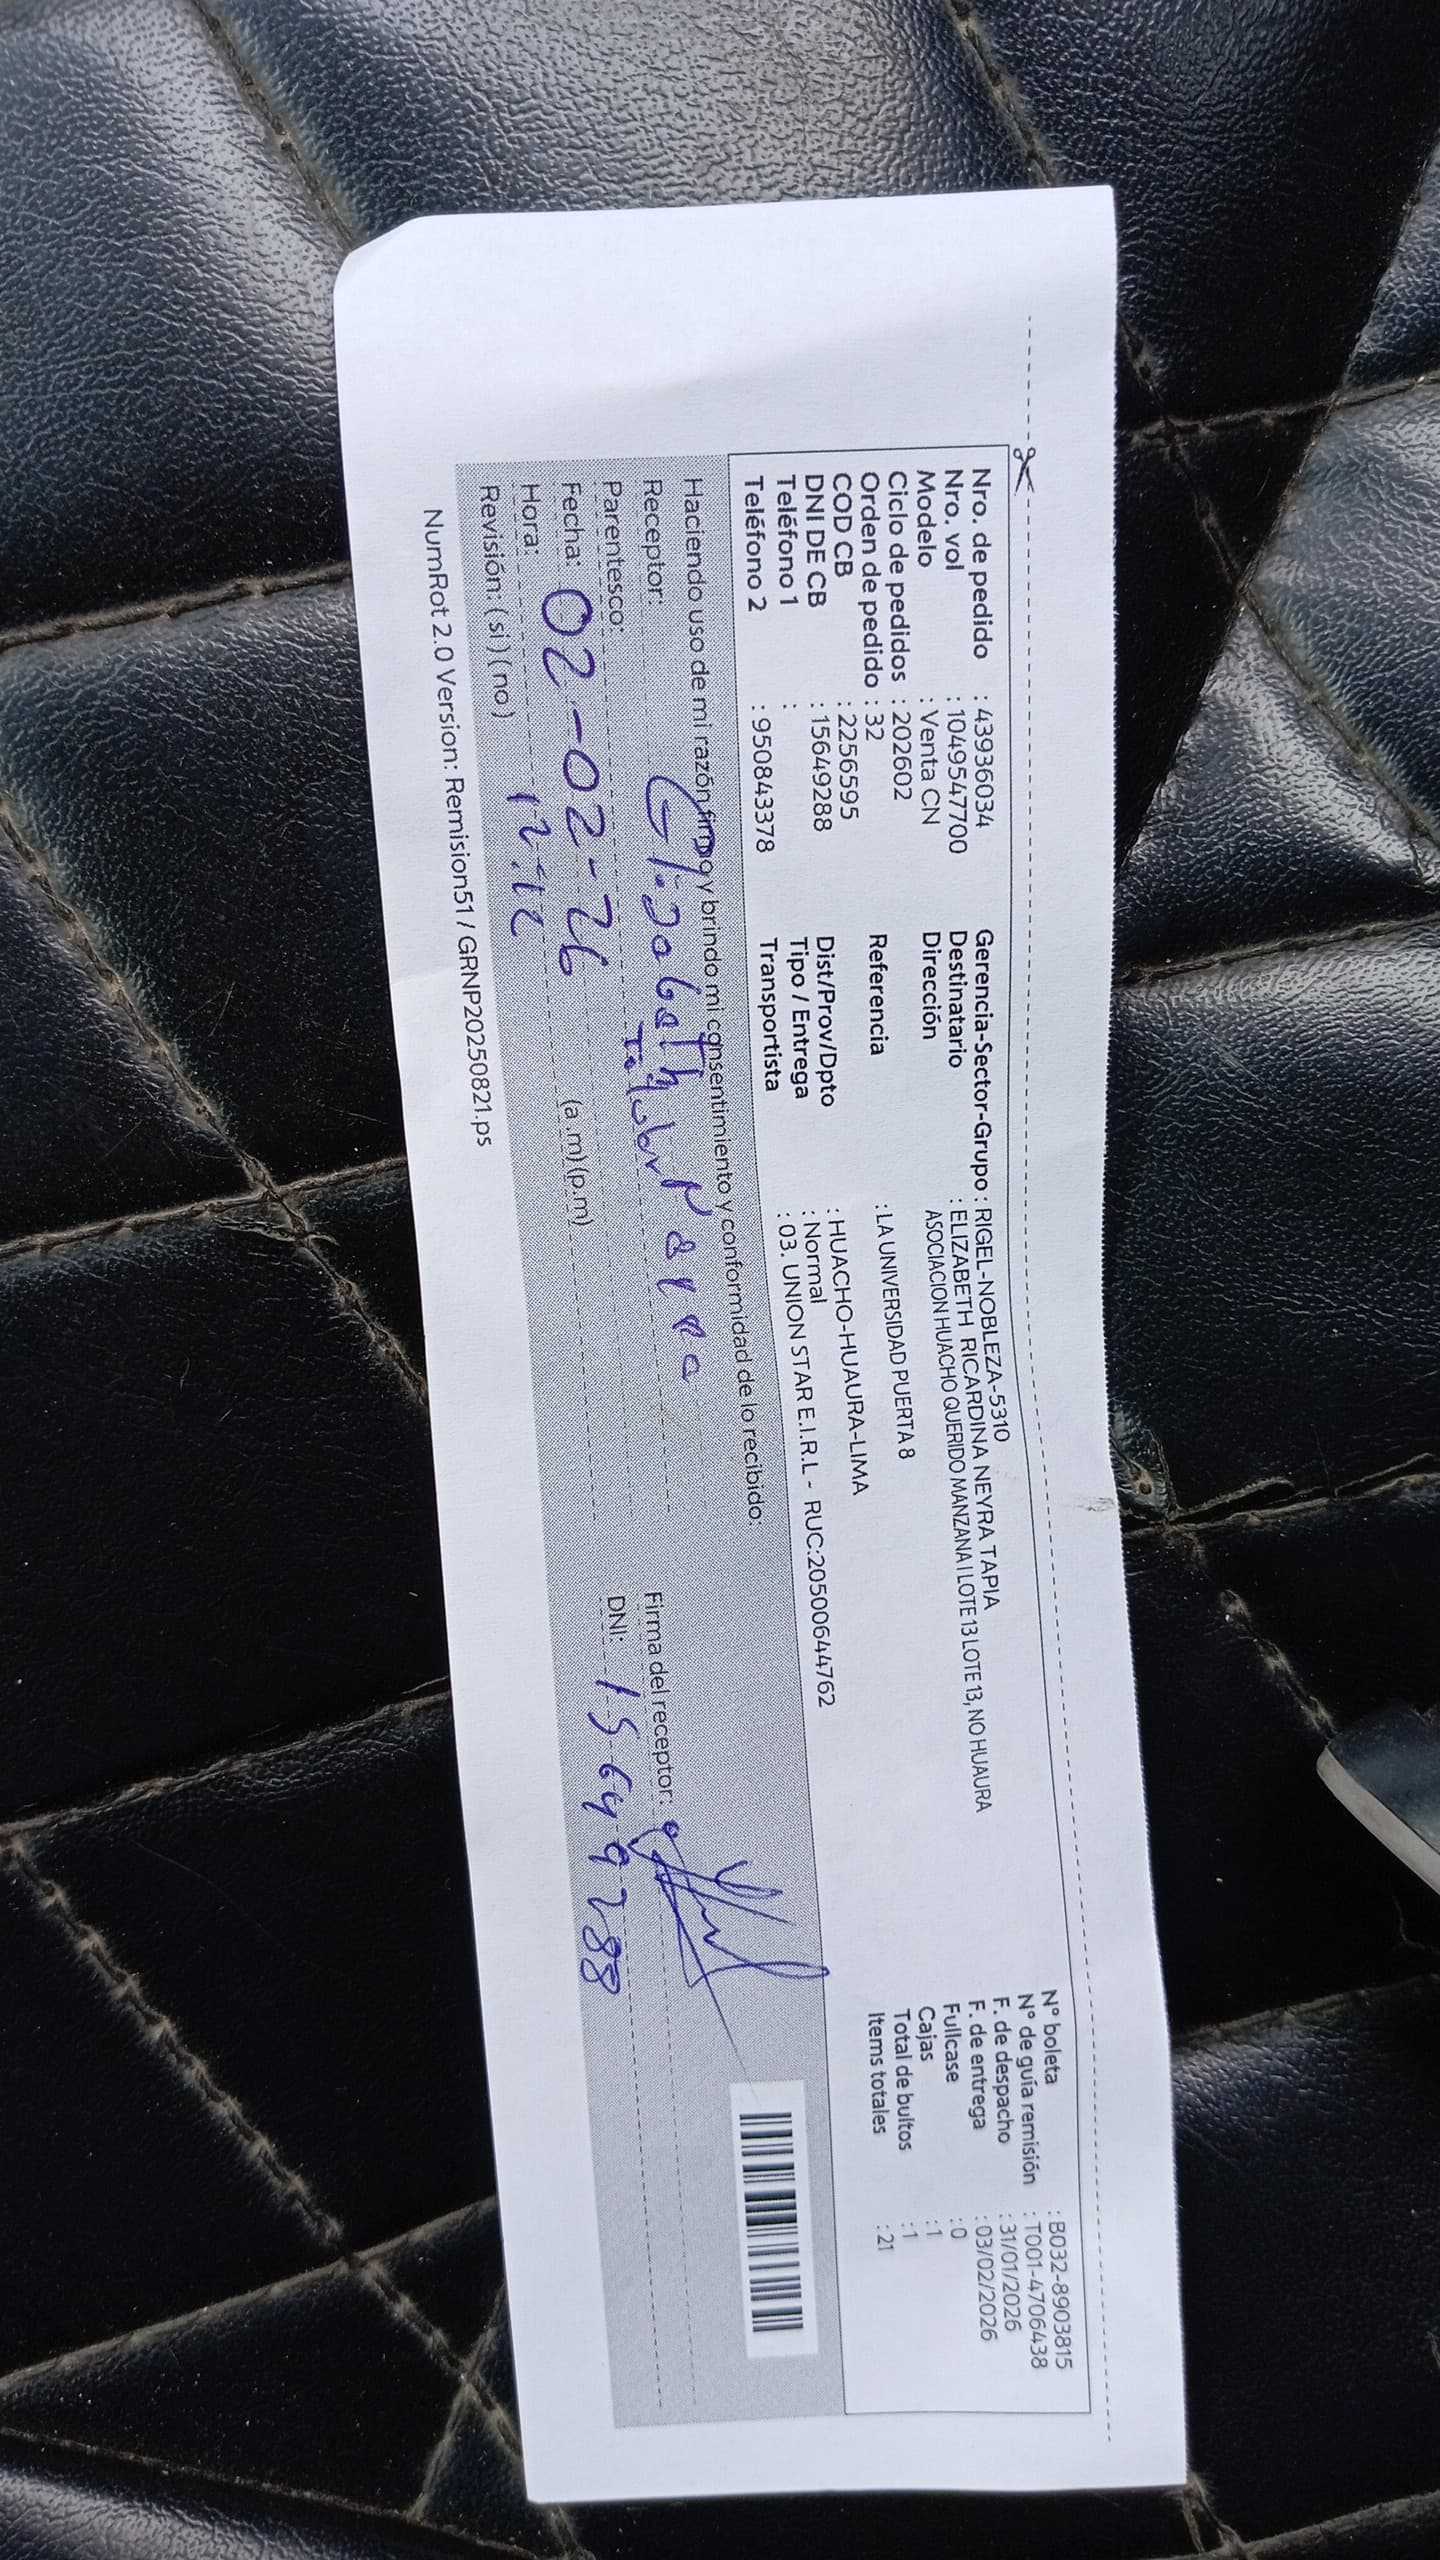 Nro. de pedido : 43936034
Nro. vol : 1049547700
Modelo : Venta CN
Ciclo de pedidos : 202602
Orden de pedido : 32
COD CB : 2256595
DNI DE CB : 15649288
Teléfono 1 :
Teléfono 2 : 950843378
Gerencia-Sector-Grupo : RIGEL-NOBLEZA-5310
Destinatario : ELIZABETH RICARDINA NEYRA TAPIA
Dirección ASOCIACION HUACHO QUERIDO MANZANA I LOTE 13 LOTE 13, NO HUAURA
Referencia : LA UNIVERSIDAD PUERTA 8
Dist/Prov/Dpto : HUACHO-HUAURA-LIMA
Tipo / Entrega : Normal
Transportista : 03. UNION STAR E.I.R.L - RUC:20500644762
N° boleta : B032-8903815
N° de guía remisión : T001-4706438
F. de despacho : 31/01/2026
F. de entrega : 03/02/2026
Fullcase : 0
Cajas : 1
Total de bultos : 1
Items totales : 21
Haciendo uso de mi razón firmo y brindo mi consentimiento y conformidad de lo recibido:
Receptor:
Firma del receptor:
Parentesco:
DNI: 15649288
Fecha: 02-02-26 (a.m) (p.m)
Hora: 12:12
Revisión: ( si ) ( no )
NumRot 2.0 Version: Remision51 / GRNP20250821.ps